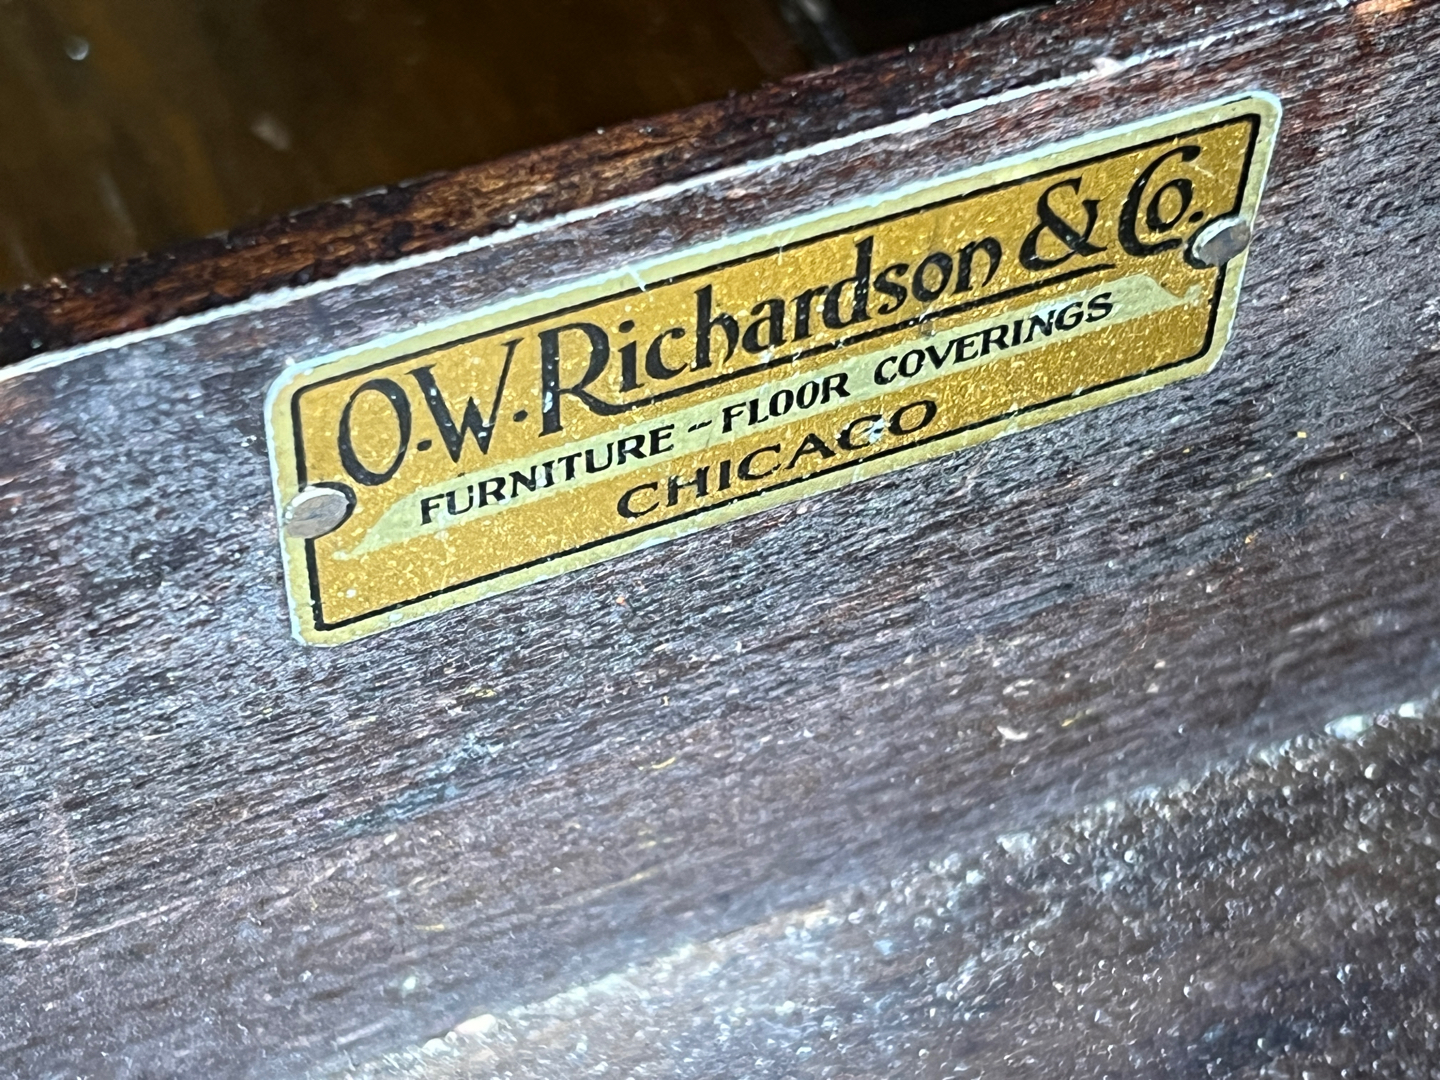 O.W. Richardson & Co.
FURNITURE -- FLOOR COVERINGS
CHICAGO